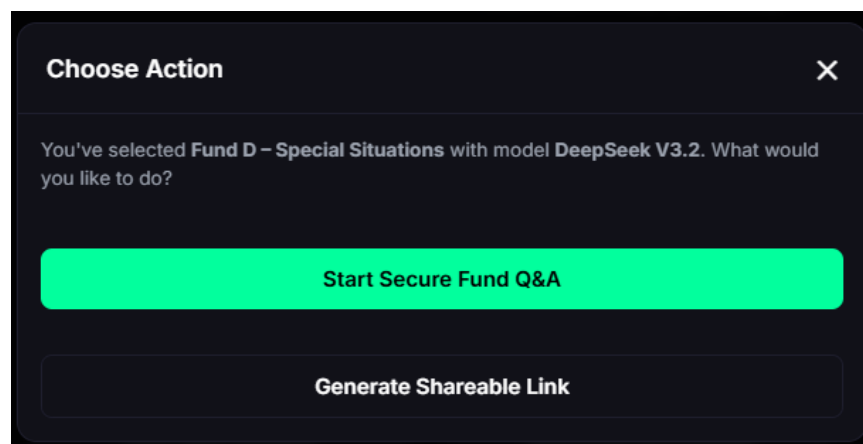 Choose Action
You've selected Fund D – Special Situations with model DeepSeek V3.2. What would
you like to do?
Start Secure Fund Q&A
Generate Shareable Link